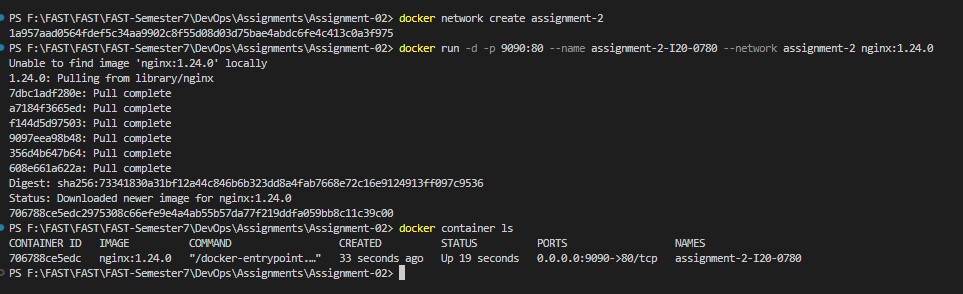 PS F:\FAST\FAST\FAST-Semester7\DevOps\Assignments\Assignment-02> docker network create assignment-2
1a957aad0564fdef5c34aa9902c8f55d08d03d75bae4abdc6fe4c413c0a3f975
PS F:\FAST\FAST\FAST-Semester7\DevOps\Assignments\Assignment-02> docker run -d -p 9090:80 --name assignment-2-I20-0780 --network assignment-2 nginx:1.24.0
Unable to find image 'nginx:1.24.0' locally
1.24.0: Pulling from library/nginx
7dbc1adf280e: Pull complete
a7184f3665ed: Pull complete
f144d5d97503: Pull complete
9097eea98b48: Pull complete
356d4b647b64: Pull complete
608e661a622a: Pull complete
Digest: sha256:73341830a31bf12a44c846b6b323dd8a4fab7668e72c16e9124913ff097c9536
Status: Downloaded newer image for nginx:1.24.0
706788ce5edc2975308c66efe9e4a4ab55b57da77f219ddfa059bb8c11c39c00
PS F:\FAST\FAST\FAST-Semester7\DevOps\Assignments\Assignment-02> docker container ls
CONTAINER ID   IMAGE          COMMAND                  CREATED          STATUS          PORTS                  NAMES
706788ce5edc   nginx:1.24.0   "/docker-entrypoint.…"   33 seconds ago   Up 19 seconds   0.0.0.0:9090->80/tcp   assignment-2-I20-0780
PS F:\FAST\FAST\FAST-Semester7\DevOps\Assignments\Assignment-02>